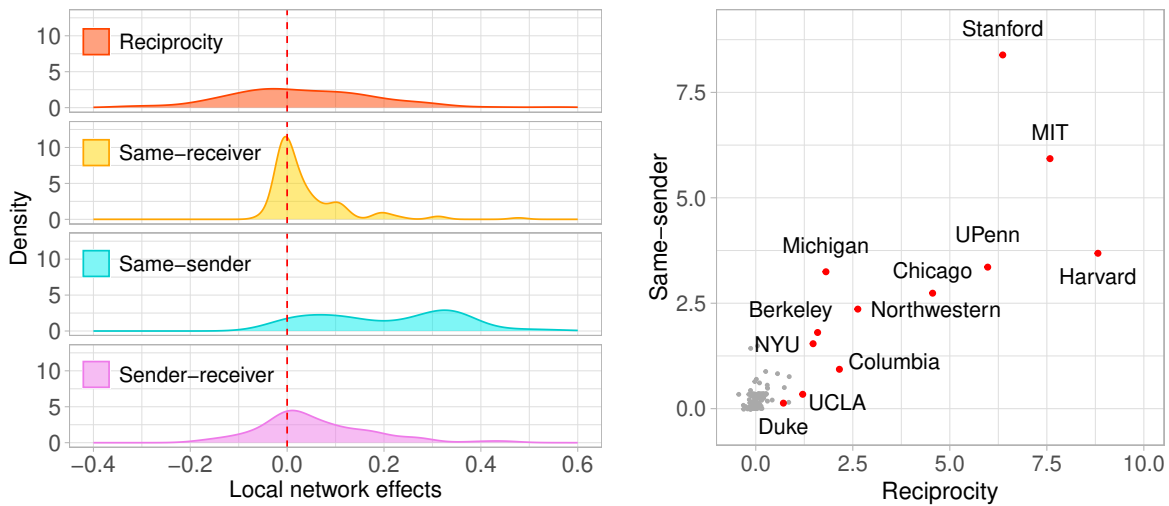 10
5
0
Reciprocity
10
5
0
Same−receiver
10
5
0
Same−sender
10
5
0
Sender−receiver
Density
−0.4 −0.2 0.0 0.2 0.4 0.6
Local network effects
7.5
5.0
2.5
0.0
Same−sender
Stanford
MIT
UPenn
Michigan
Chicago
Harvard
Berkeley
Northwestern
NYU
Columbia
UCLA
Duke
0.0 2.5 5.0 7.5 10.0
Reciprocity